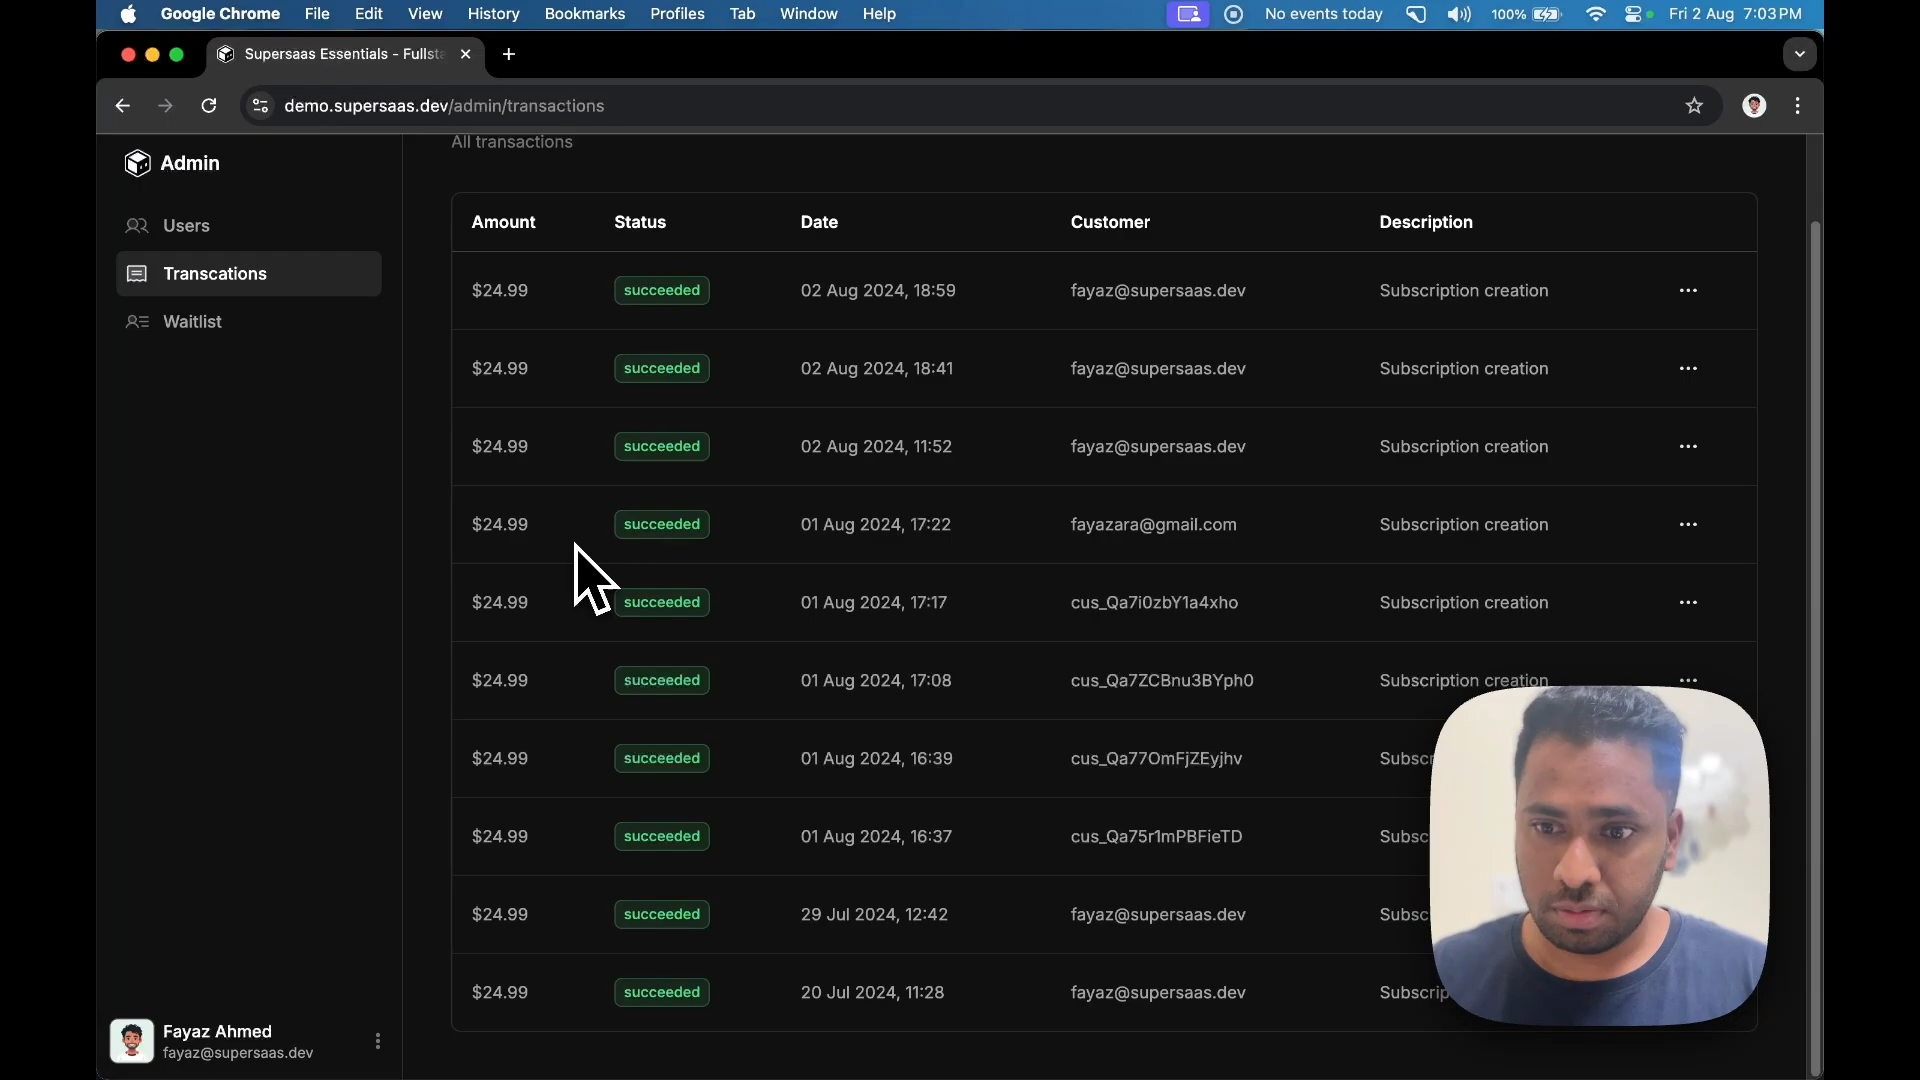 Google Chrome File Edit View History Bookmarks Profiles Tab Window Help No events today 100% Fri 2 Aug 7:03 PM
Supersaas Essentials - Fullsta
demo.supersaas.dev/admin/transactions
Admin
Users
Transcations
Waitlist
All transactions
Amount Status Date Customer Description
$24.99 succeeded 02 Aug 2024, 18:59 fayaz@supersaas.dev Subscription creation
$24.99 succeeded 02 Aug 2024, 18:41 fayaz@supersaas.dev Subscription creation
$24.99 succeeded 02 Aug 2024, 11:52 fayaz@supersaas.dev Subscription creation
$24.99 succeeded 01 Aug 2024, 17:22 fayazara@gmail.com Subscription creation
$24.99 succeeded 01 Aug 2024, 17:17 cus_Qa7i0zbY1a4xho Subscription creation
$24.99 succeeded 01 Aug 2024, 17:08 cus_Qa7ZCBnu3BYph0 Subscription creation
$24.99 succeeded 01 Aug 2024, 16:39 cus_Qa77OmFjZEyjhv Subsc
$24.99 succeeded 01 Aug 2024, 16:37 cus_Qa75r1mPBFieTD Subsc
$24.99 succeeded 29 Jul 2024, 12:42 fayaz@supersaas.dev Subsc
$24.99 succeeded 20 Jul 2024, 11:28 fayaz@supersaas.dev Subscrip
Fayaz Ahmed
fayaz@supersaas.dev